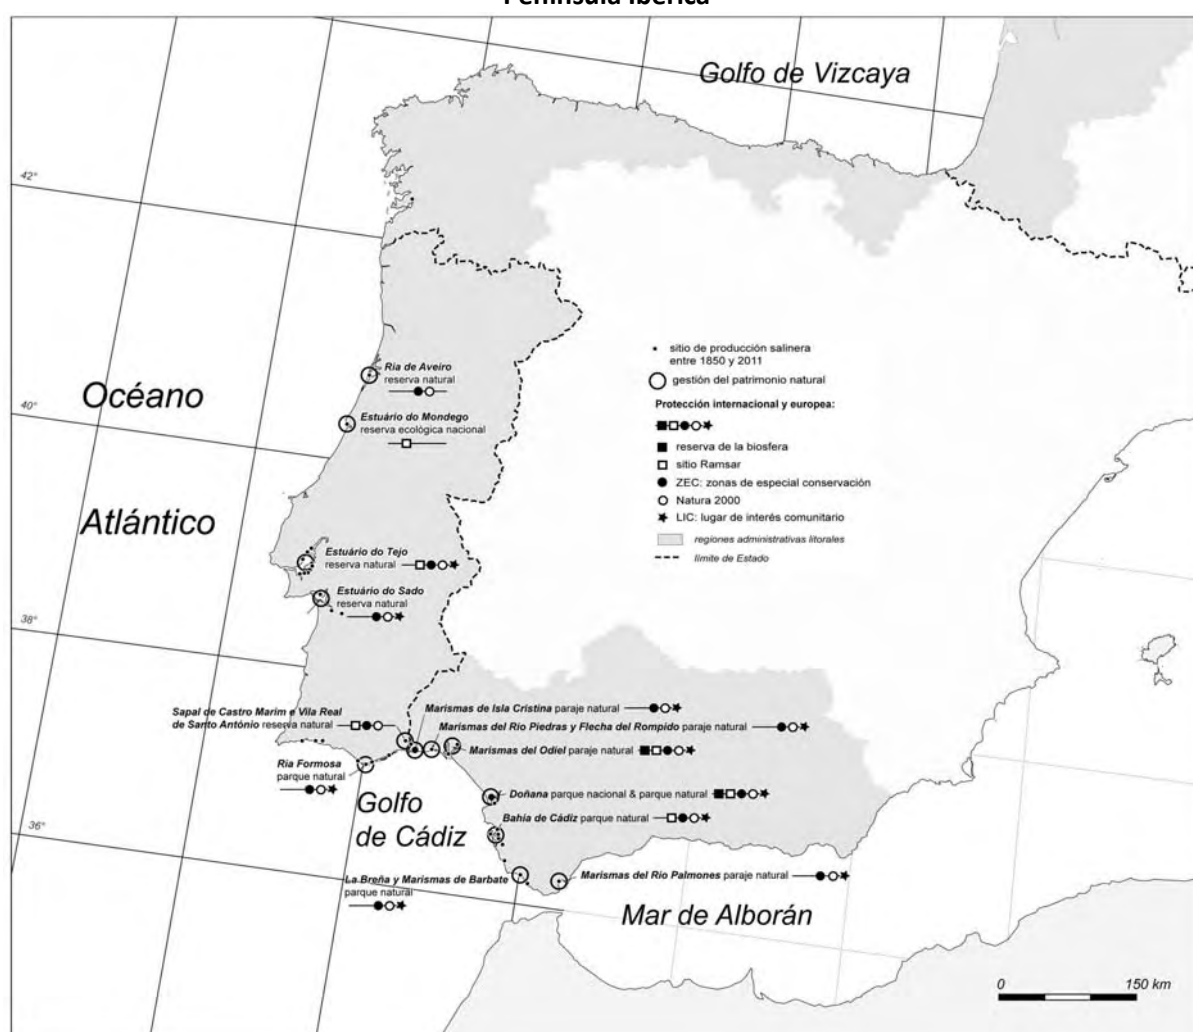 Península Ibérica
Golfo de Vizcaya
42°
sitio de producción salinera
entre 1850 y 2011
Ria de Aveiro
reserva natural
gestión del patrimonio natural
Océano
Protección internacional y europea:
40°
Estuário do Mondego
reserva ecológica nacional
reserva de la biosfera
sitio Ramsar
ZEC: zonas de especial conservación
Natura 2000
Atlántico
LIC: lugar de interés comunitario
regiones administrativas litorales
límite de Estado
Estuário do Tejo
reserva natural
Estuário do Sado
reserva natural
38°
Sapal de Castro Marim e Vila Real
de Santo António reserva natural
Marismas de Isla Cristina paraje natural
Marismas del Río Piedras y Flecha del Rompido paraje natural
Marismas del Odiel paraje natural
Ria Formosa
parque natural
Doñana parque nacional & parque natural
Golfo
de Cádiz
Bahía de Cádiz parque natural
36°
La Breña y Marismas de Barbate
parque natural
Marismas del Río Palmones paraje natural
Mar de Alborán
0 150 km